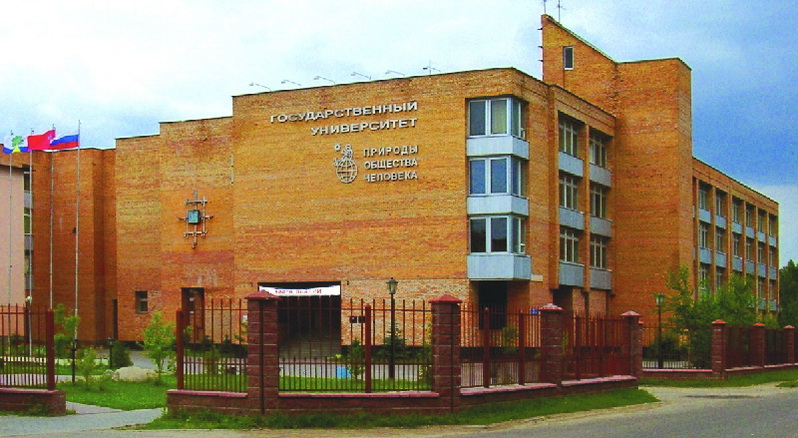 ГОСУДАРСТВЕННЫЙ
УНИВЕРСИТЕТ
ПРИРОДЫ
ОБЩЕСТВА
ЧЕЛОВЕКА